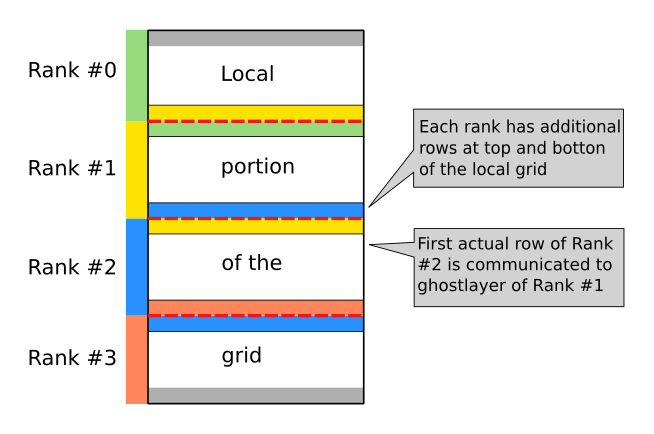 Rank #0
Local
Rank #1
portion
Rank #2
of the
Rank #3
grid
Each rank has additional
rows at top and botton
of the local grid
First actual row of Rank
#2 is communicated to
ghostlayer of Rank #1